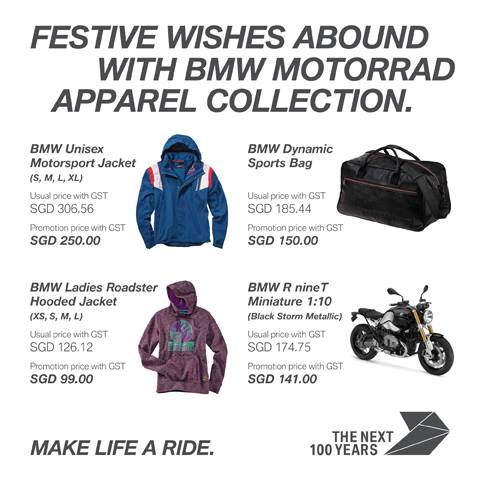 FESTIVE WISHES ABOUND
WITH BMW MOTORRAD
APPAREL COLLECTION.
BMW Unisex
Motorsport Jacket
(S, M, L, XL)
Usual price with GST
SGD 306.56
Promotion price with GST
SGD 250.00
BMW Dynamic
Sports Bag
Usual price with GST
SGD 185.44
Promotion price with GST
SGD 150.00
BMW Ladies Roadster
Hooded Jacket
(XS, S, M, L)
Usual price with GST
SGD 126.12
Promotion price with GST
SGD 99.00
BMW R nineT
Miniature 1:10
(Black Storm Metallic)
Usual price with GST
SGD 174.75
Promotion price with GST
SGD 141.00
MAKE LIFE A RIDE.
THE NEXT
100 YEARS